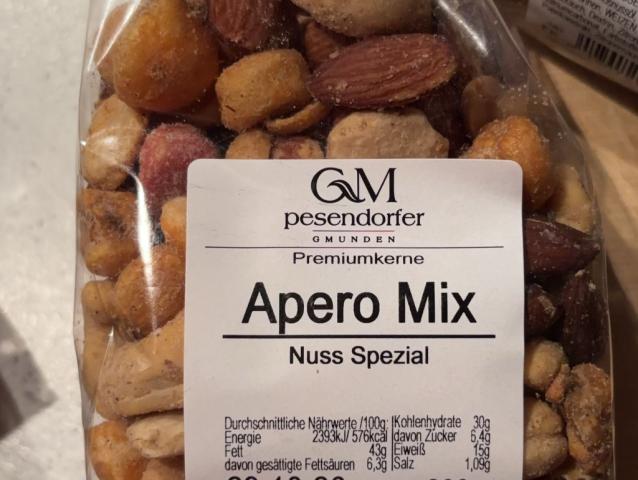 GM
pesendorfer
GMUNDEN
Premiumkerne
Apero Mix
Nuss Spezial
Durchschnittliche Nährwerte /100g: |Kohlenhydrate 30g
Energie 2393kJ/ 576kcal |davon Zucker 6,4g
Fett 43g |Eiweiß 15g
davon gesättigte Fettsäuren 6,3g |Salz 1,09g